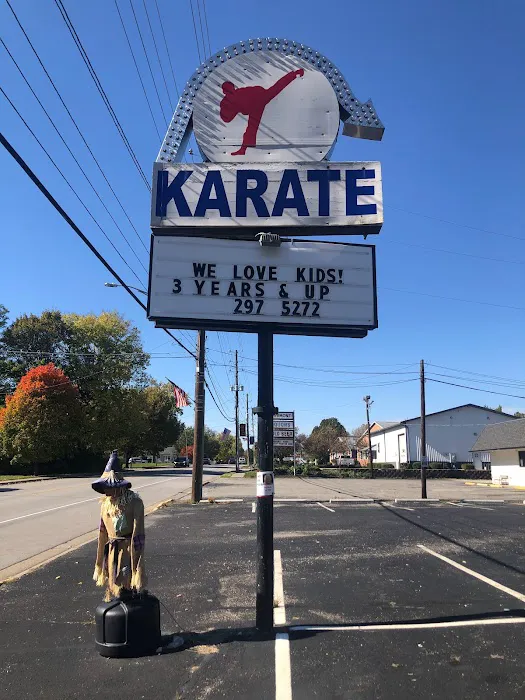 KARATE
WE LOVE KIDS!
3 YEARS & UP
297 5272